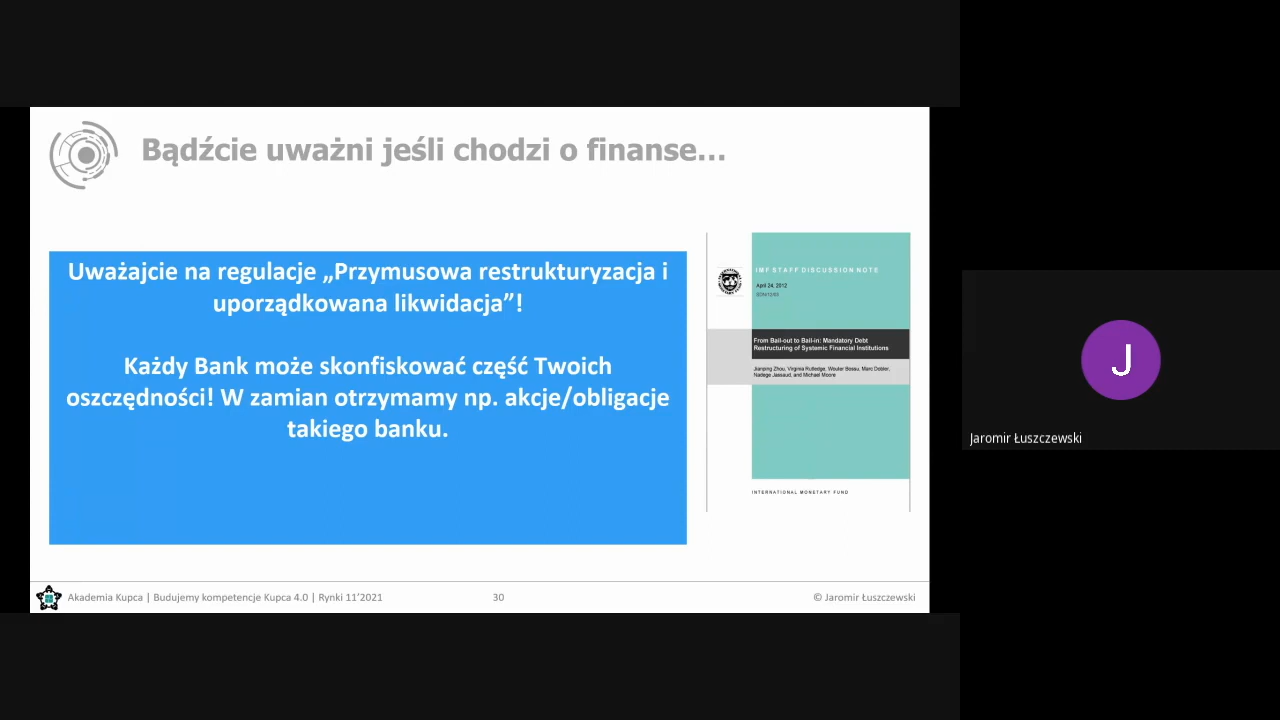 Bądźcie uważni jeśli chodzi o finanse...
Uważajcie na regulacje „Przymusowa restrukturyzacja i
uporządkowana likwidacja”!
Każdy Bank może skonfiskować część Twoich
oszczędności! W zamian otrzymamy np. akcje/obligacje
takiego banku.
IMF STAFF DISCUSSION NOTE
April 24, 2012
From Bail-out to Bail-in: Mandatory Debt
Restructuring of Systemic Financial Institutions
Jianping Zhou, Virginia Rutledge, Wouter Bossu, Marc Dobler,
Nadege Jassaud, and Michael Moore
INTERNATIONAL MONETARY FUND
Akademia Kupca | Budujemy kompetencje Kupca 4.0 | Rynki 11’2021
30
© Jaromir Łuszczewski
J
Jaromir Łuszczewski